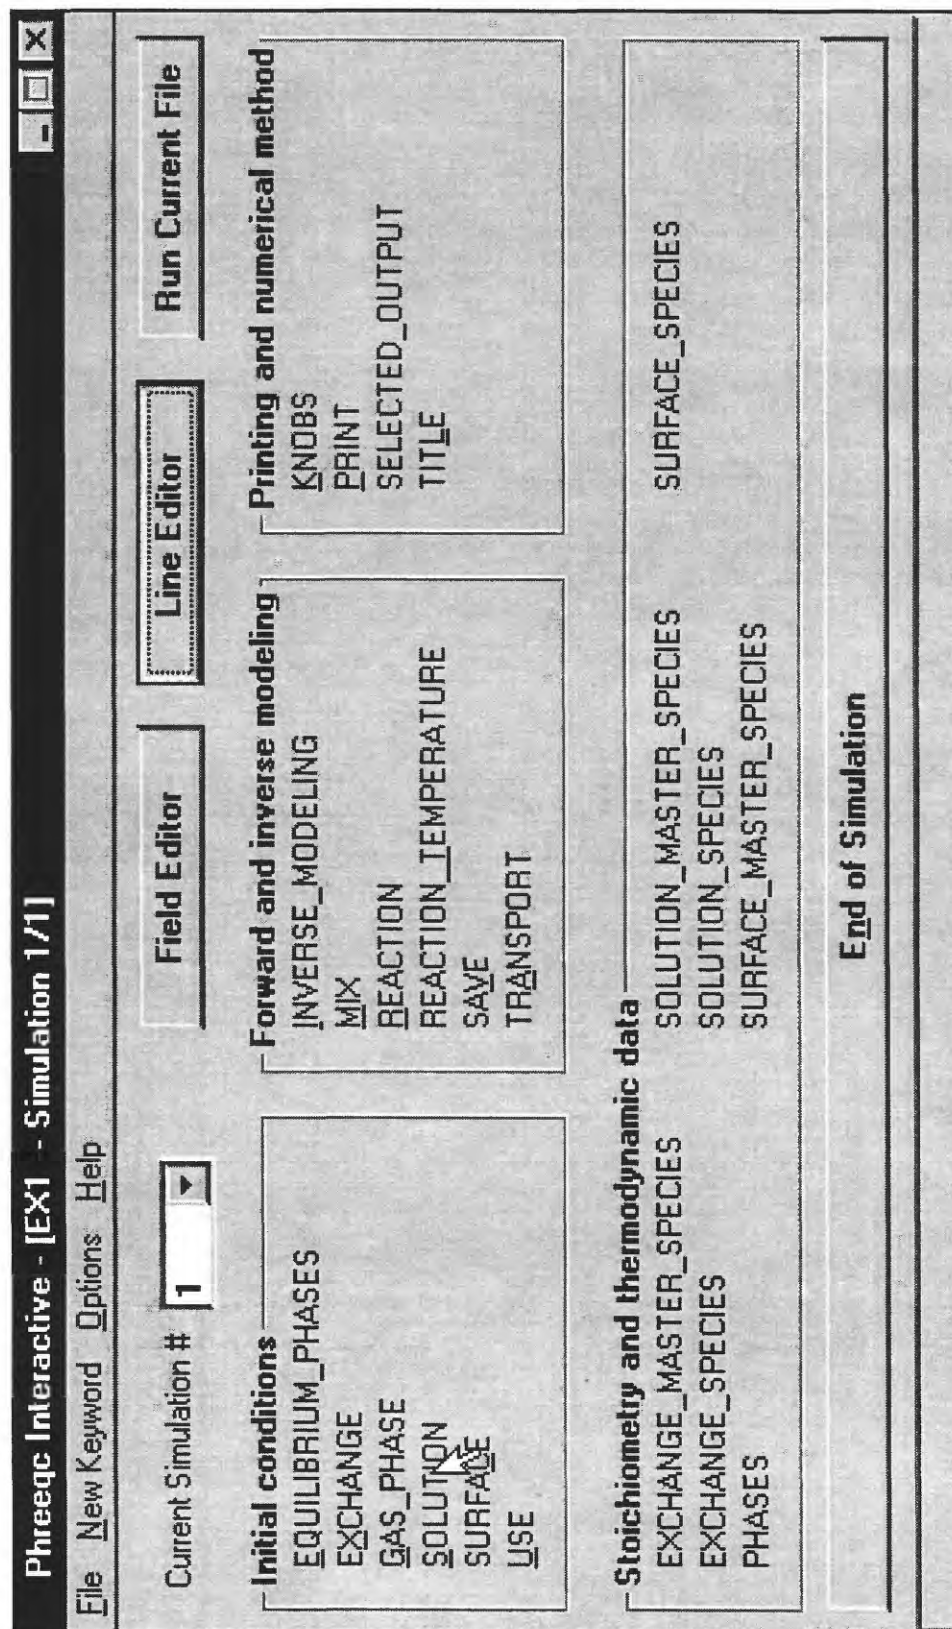 Phreeqc Interactive - [EX1 - Simulation 1/1]
File New Keyword Options Help
Current Simulation # 1
Field Editor
Line Editor
Run Current File
Initial conditions
EQUILIBRIUM_PHASES
EXCHANGE
GAS_PHASE
SOLUTION
SURFACE
USE
Forward and inverse modeling
INVERSE_MODELING
MIX
REACTION
REACTION_TEMPERATURE
SAVE
TRANSPORT
Printing and numerical method
KNOBS
PRINT
SELECTED_OUTPUT
TITLE
Stoichiometry and thermodynamic data
EXCHANGE_MASTER_SPECIES
EXCHANGE_SPECIES
PHASES
SOLUTION_MASTER_SPECIES
SOLUTION_SPECIES
SURFACE_MASTER_SPECIES
SURFACE_SPECIES
End of Simulation